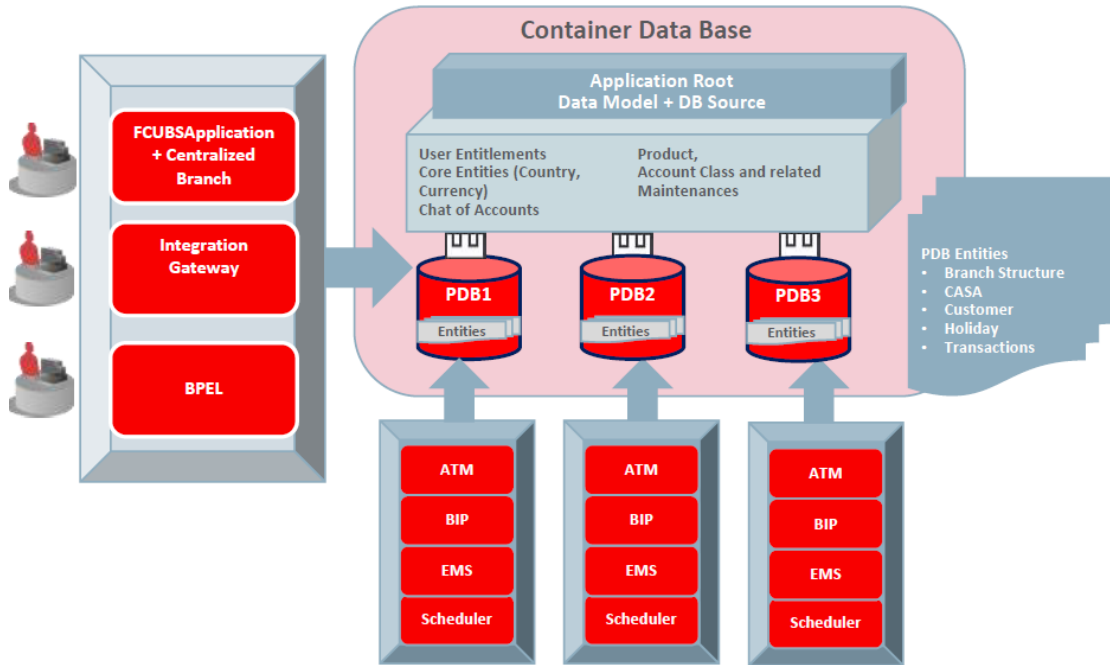 Container Data Base
Application Root
Data Model + DB Source
User Entitlements
Core Entities (Country,
Currency)
Chat of Accounts
Product,
Account Class and related
Maintenances
FCUBSApplication
+ Centralized
Branch
Integration
Gateway
BPEL
PDB1
Entities
PDB2
Entities
PDB3
Entities
PDB Entities
• Branch Structure
• CASA
• Customer
• Holiday
• Transactions
ATM
BIP
EMS
Scheduler
ATM
BIP
EMS
Scheduler
ATM
BIP
EMS
Scheduler